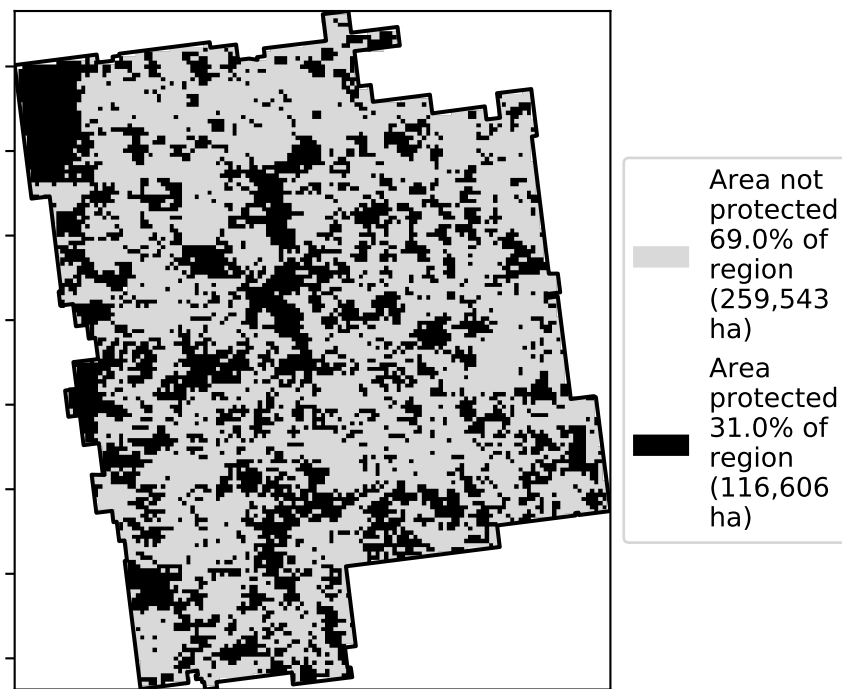 Area not
protected
69.0% of
region
(259,543
ha)
Area
protected
31.0% of
region
(116,606
ha)